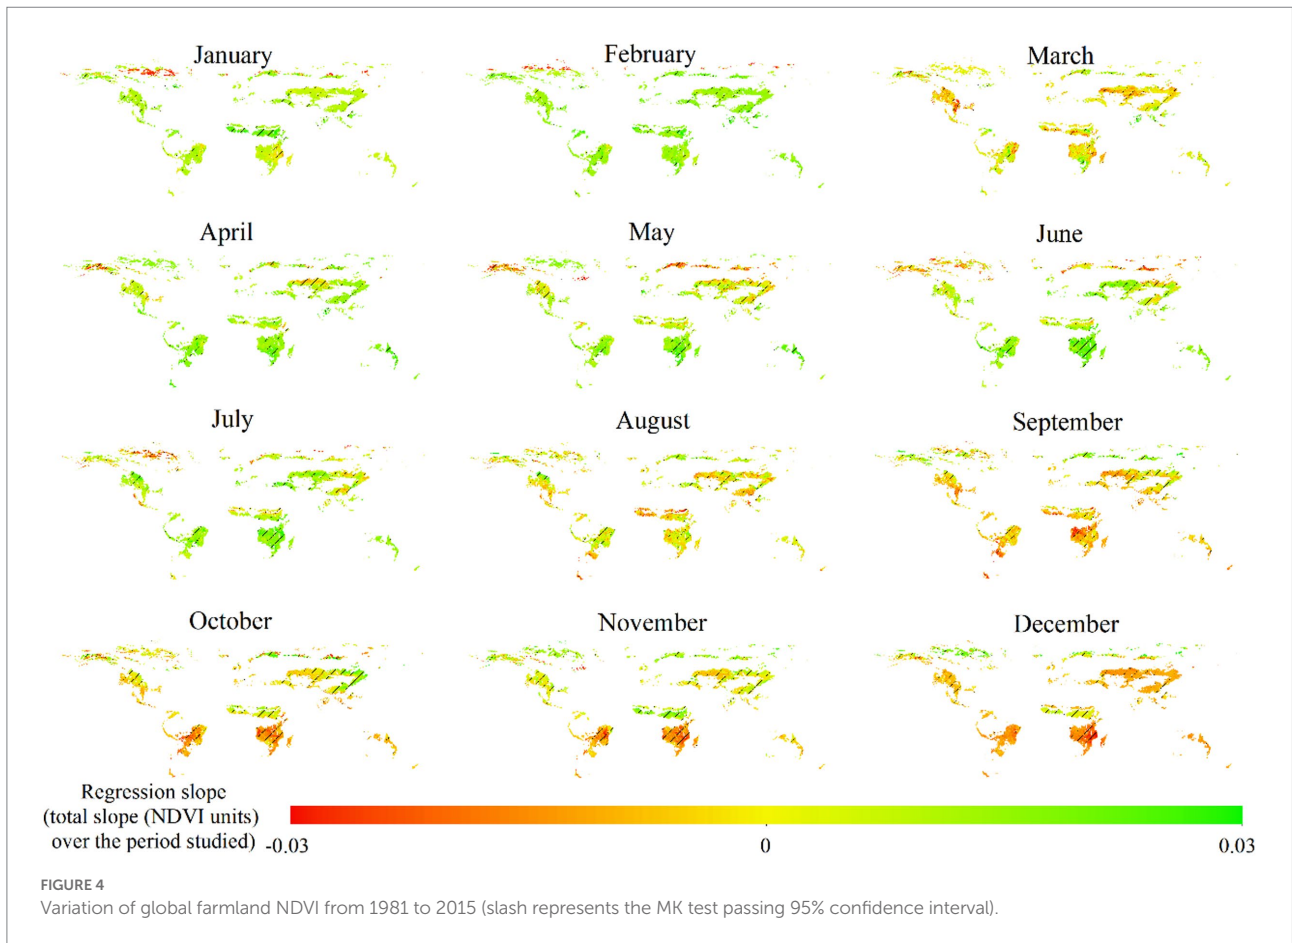 January
February
March
April
May
June
July
August
September
October
November
December
Regression slope
(total slope (NDVI units)
over the period studied)
-0.03
0
0.03
FIGURE 4
Variation of global farmland NDVI from 1981 to 2015 (slash represents the MK test passing 95% confidence interval).